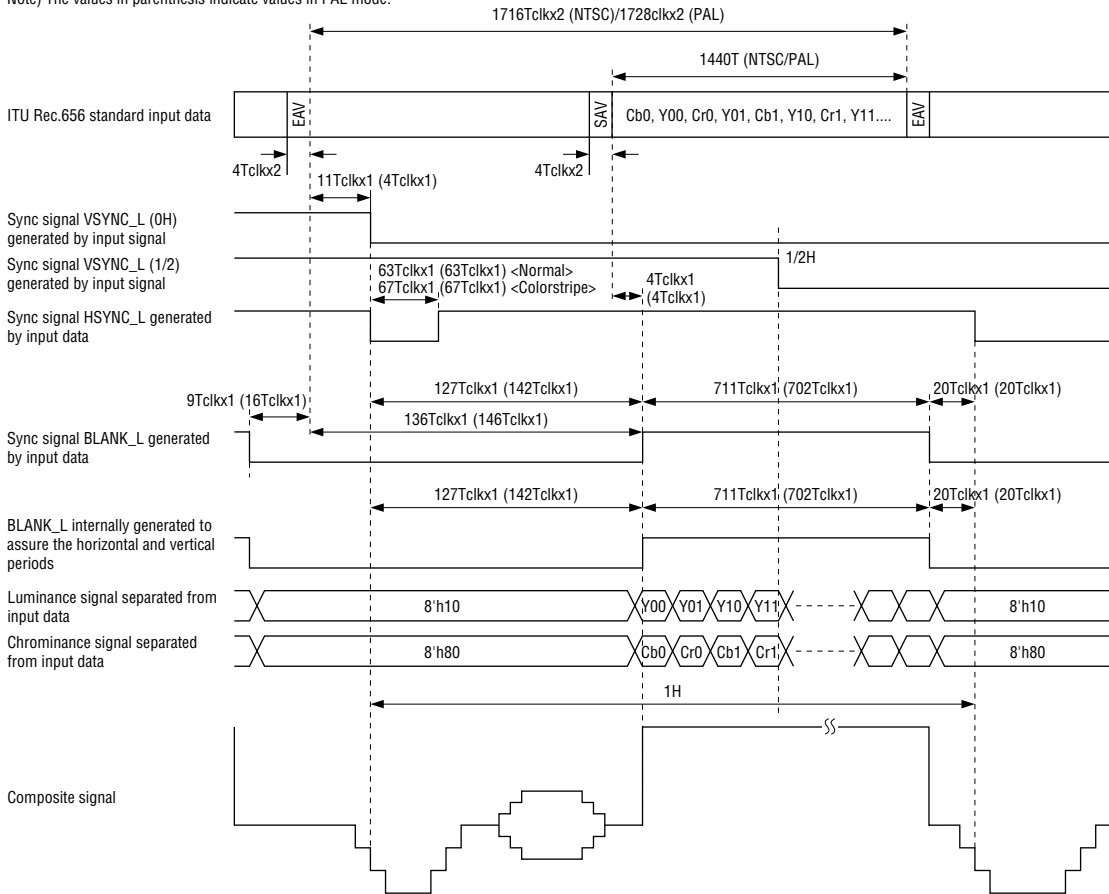 Note) The values in parenthesis indicate values in PAL mode.
1716Tclkx2 (NTSC)/1728clkx2 (PAL)
1440T (NTSC/PAL)
ITU Rec.656 standard input data
EAV
SAV
Cb0, Y00, Cr0, Y01, Cb1, Y10, Cr1, Y11....
EAV
4Tclkx2
4Tclkx2
11Tclkx1 (4Tclkx1)
Sync signal VSYNC_L (0H)
generated by input signal
Sync signal VSYNC_L (1/2)
generated by input signal
1/2H
63Tclkx1 (63Tclkx1) <Normal>
67Tclkx1 (67Tclkx1) <Colorstripe>
4Tclkx1
(4Tclkx1)
Sync signal HSYNC_L generated
by input data
9Tclkx1 (16Tclkx1)
127Tclkx1 (142Tclkx1)
711Tclkx1 (702Tclkx1)
20Tclkx1 (20Tclkx1)
136Tclkx1 (146Tclkx1)
Sync signal BLANK_L generated
by input data
127Tclkx1 (142Tclkx1)
711Tclkx1 (702Tclkx1)
20Tclkx1 (20Tclkx1)
BLANK_L internally generated to
assure the horizontal and vertical
periods
Luminance signal separated from
input data
8'h10
Y00
Y01
Y10
Y11
8'h10
Chrominance signal separated
from input data
8'h80
Cb0
Cr0
Cb1
Cr1
8'h80
1H
Composite signal